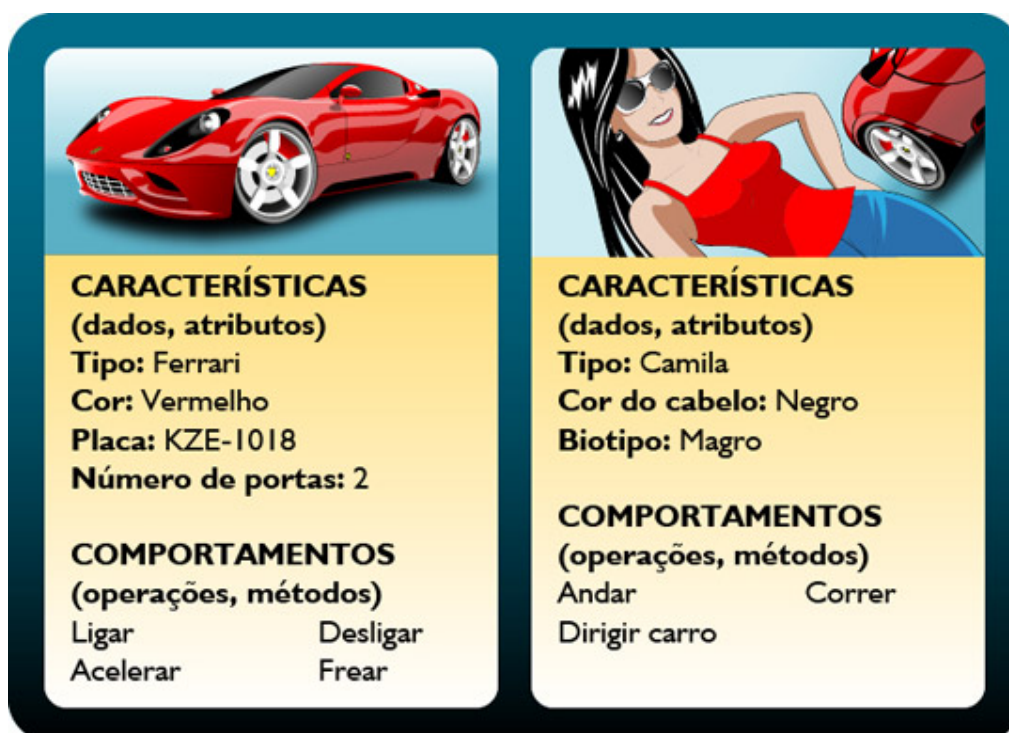 CARACTERÍSTICAS
(dados, atributos)
Tipo: Ferrari
Cor: Vermelho
Placa: KZE-1018
Número de portas: 2
COMPORTAMENTOS
(operações, métodos)
Ligar Desligar
Acelerar Frear
CARACTERÍSTICAS
(dados, atributos)
Tipo: Camila
Cor do cabelo: Negro
Biotipo: Magro
COMPORTAMENTOS
(operações, métodos)
Andar Correr
Dirigir carro